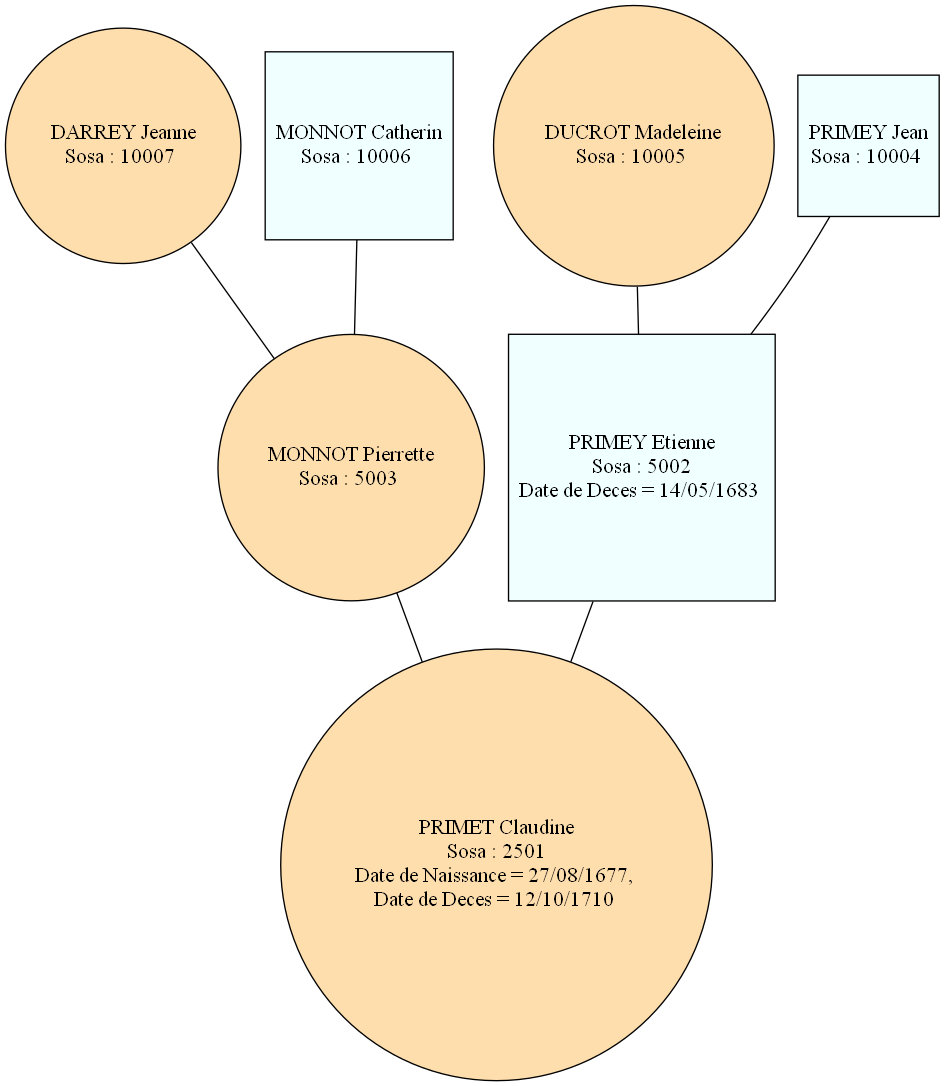 DARREY Jeanne
Sosa : 10007
MONNOT Catherin
Sosa : 10006
DUCROT Madeleine
Sosa : 10005
PRIMEY Jean
Sosa : 10004
MONNOT Pierrette
Sosa : 5003
PRIMEY Etienne
Sosa : 5002
Date de Deces = 14/05/1683
PRIMET Claudine
Sosa : 2501
Date de Naissance = 27/08/1677,
Date de Deces = 12/10/1710